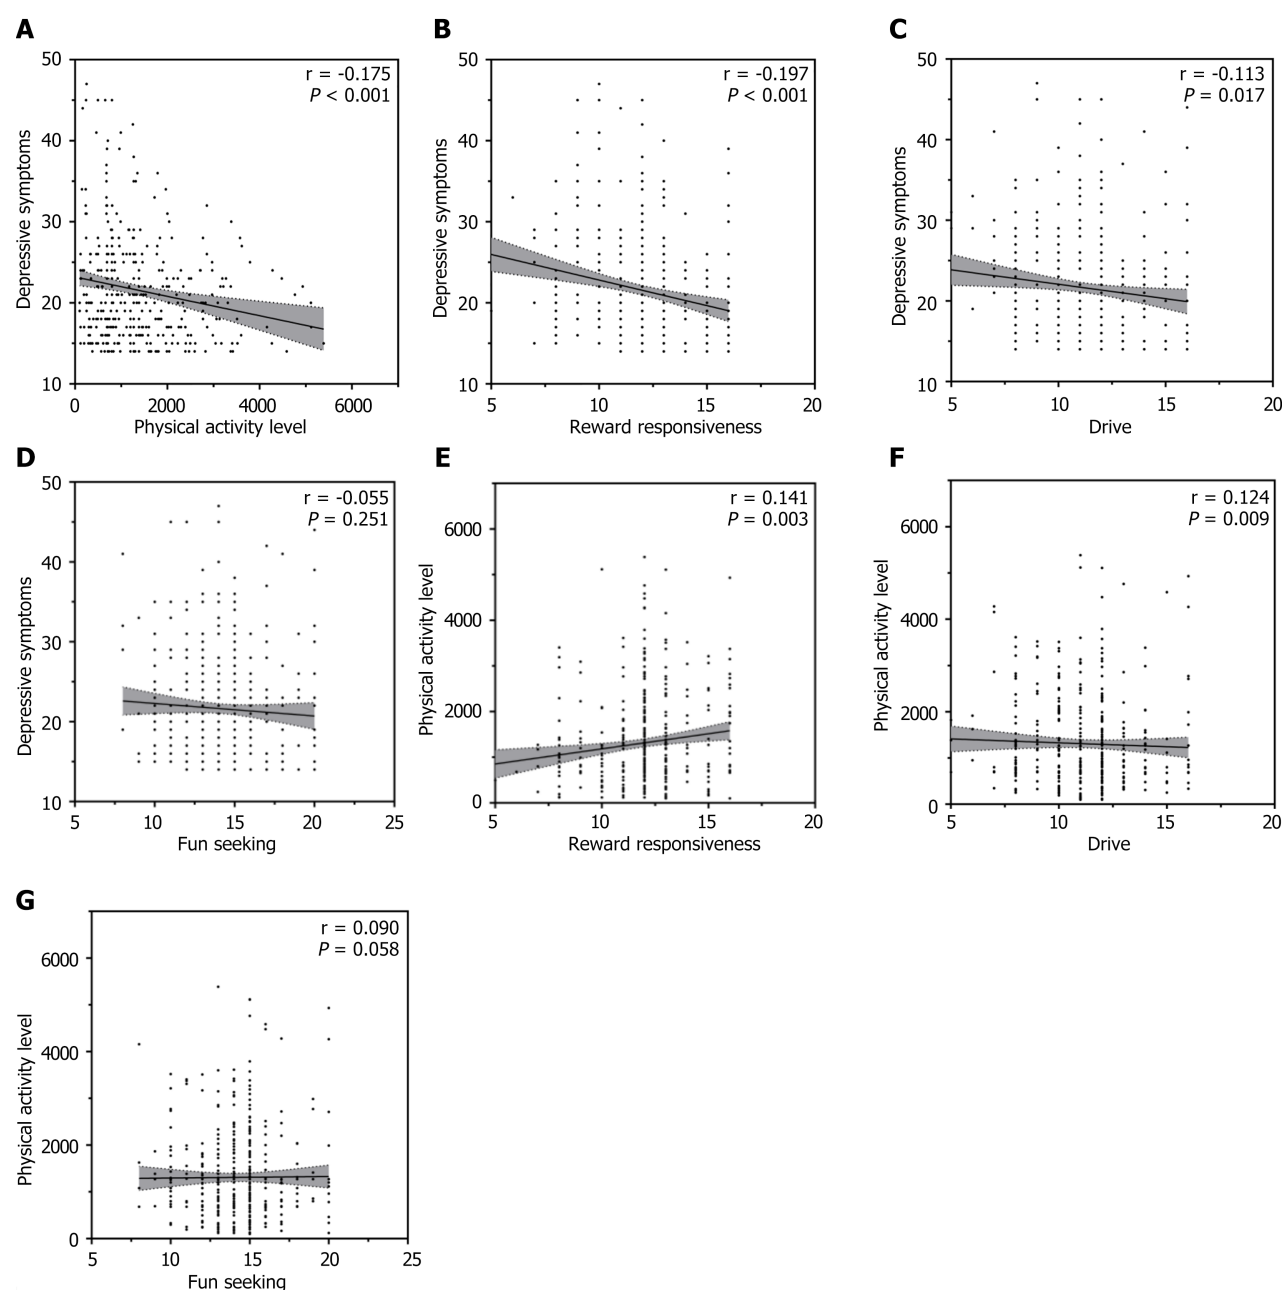 A
B
C
50
40
30
20
10
r = -0.175
P < 0.001
Depressive symptoms
0
2000
4000
6000
Physical activity level
50
40
30
20
10
r = -0.197
P < 0.001
Depressive symptoms
5
10
15
20
Reward responsiveness
50
40
30
20
10
r = -0.113
P = 0.017
Depressive symptoms
5
10
15
20
Drive
D
E
F
50
40
30
20
10
r = -0.055
P = 0.251
Depressive symptoms
5
10
15
20
25
Fun seeking
6000
4000
2000
0
r = 0.141
P = 0.003
Physical activity level
5
10
15
20
Reward responsiveness
6000
4000
2000
0
r = 0.124
P = 0.009
Physical activity level
5
10
15
20
Drive
G
6000
4000
2000
0
r = 0.090
P = 0.058
Physical activity level
5
10
15
20
25
Fun seeking